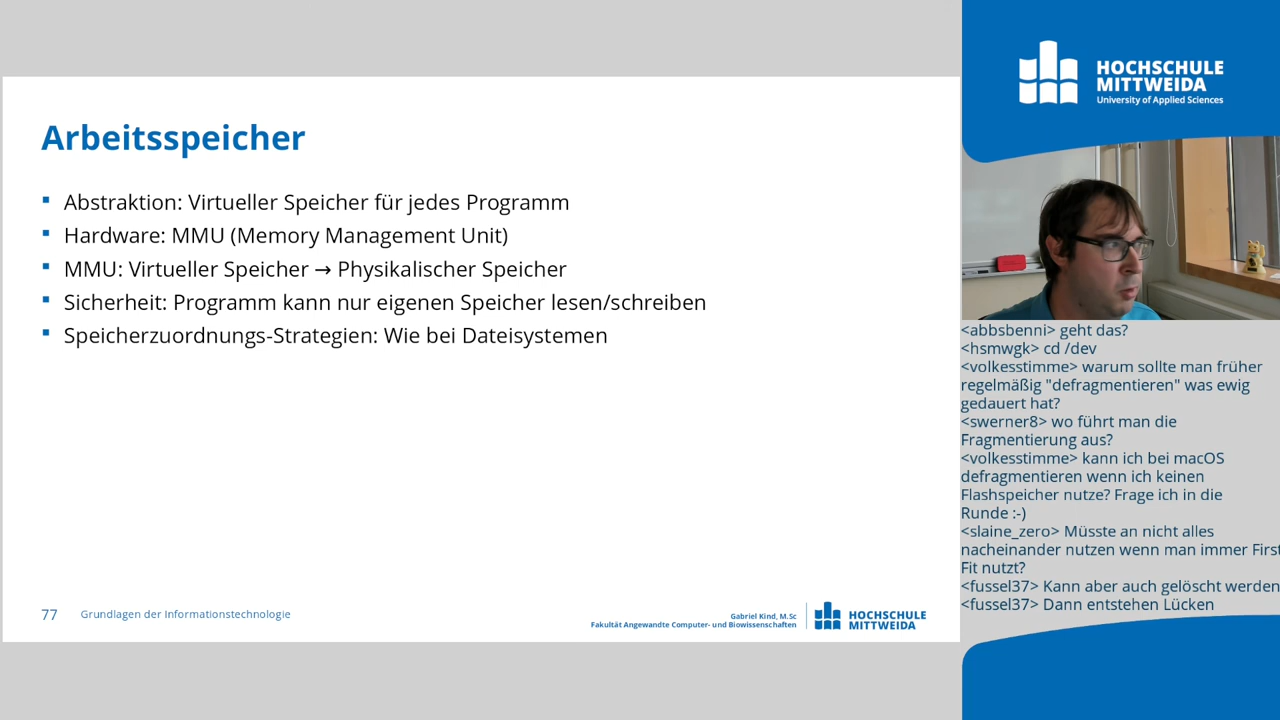 Arbeitsspeicher
Abstraktion: Virtueller Speicher für jedes Programm
Hardware: MMU (Memory Management Unit)
MMU: Virtueller Speicher → Physikalischer Speicher
Sicherheit: Programm kann nur eigenen Speicher lesen/schreiben
Speicherzuordnungs-Strategien: Wie bei Dateisystemen
77 Grundlagen der Informationstechnologie
Gabriel Kind, M.Sc
Fakultät Angewandte Computer- und Biowissenschaften
HOCHSCHULE
MITTWEIDA
HOCHSCHULE
MITTWEIDA
University of Applied Sciences
<abbsbenni> geht das?
<hsmwgk> cd /dev
<volkesstimme> warum sollte man früher
regelmäßig "defragmentieren" was ewig
gedauert hat?
<swerner8> wo führt man die
Fragmentierung aus?
<volkesstimme> kann ich bei macOS
defragmentieren wenn ich keinen
Flashspeicher nutze? Frage ich in die
Runde :-)
<slaine_zero> Müsste an nicht alles
nacheinander nutzen wenn man immer First
Fit nutzt?
<fussel37> Kann aber auch gelöscht werden
<fussel37> Dann entstehen Lücken